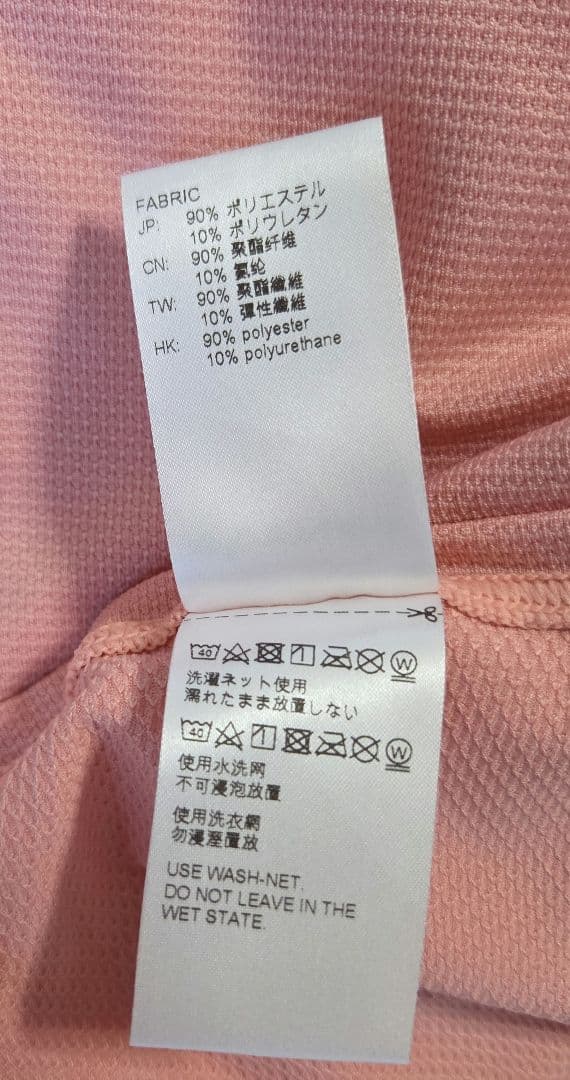 FABRIC
JP: 90% ポリエステル
10% ポリウレタン
CN: 90% 聚酯纤维
10% 氨纶
TW: 90% 聚酯纖維
10% 彈性纖維
HK: 90% polyester
10% polyurethane
40 W
洗濯ネット使用
濡れたまま放置しない
40 W
使用水洗网
不可浸泡放置
使用洗衣網
勿浸溼置放
USE WASH-NET.
DO NOT LEAVE IN THE
WET STATE.